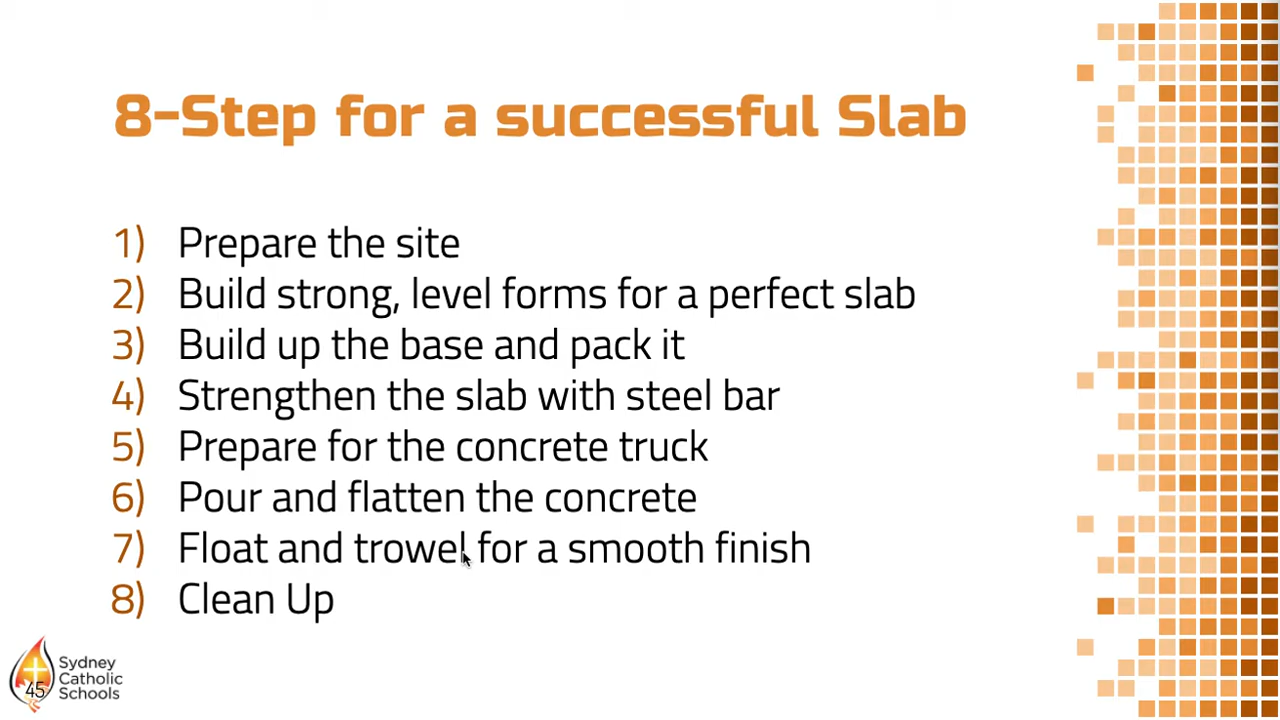 8-Step for a successful Slab
1) Prepare the site
2) Build strong, level forms for a perfect slab
3) Build up the base and pack it
4) Strengthen the slab with steel bar
5) Prepare for the concrete truck
6) Pour and flatten the concrete
7) Float and trowel for a smooth finish
8) Clean Up
45
Sydney
Catholic
Schools